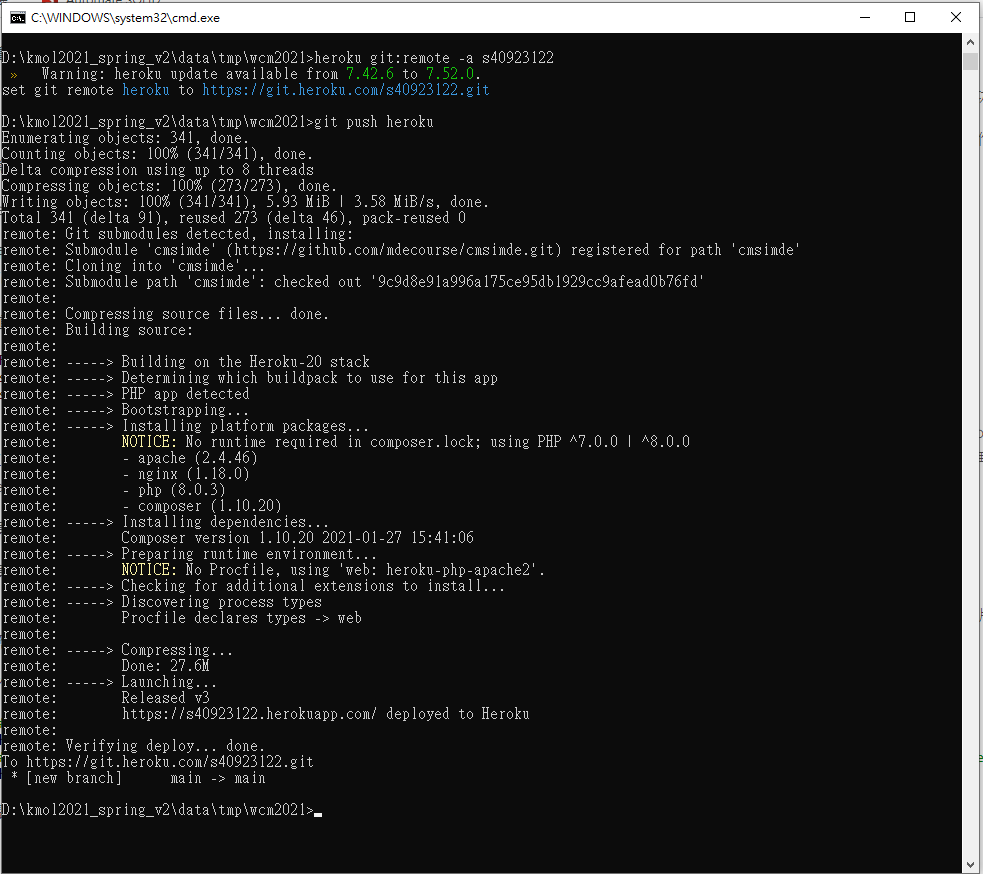 C:\WINDOWS\system32\cmd.exe
D:\kmol2021_spring_v2\data\tmp\wcm2021>heroku git:remote -a s40923122
 »   Warning: heroku update available from 7.42.6 to 7.52.0.
set git remote heroku to https://git.heroku.com/s40923122.git
D:\kmol2021_spring_v2\data\tmp\wcm2021>git push heroku
Enumerating objects: 341, done.
Counting objects: 100% (341/341), done.
Delta compression using up to 8 threads
Compressing objects: 100% (273/273), done.
Writing objects: 100% (341/341), 5.93 MiB | 3.58 MiB/s, done.
Total 341 (delta 91), reused 273 (delta 46), pack-reused 0
remote: Git submodules detected, installing:
remote: Submodule 'cmsimde' (https://github.com/mdecourse/cmsimde.git) registered for path 'cmsimde'
remote: Cloning into 'cmsimde'...
remote: Submodule path 'cmsimde': checked out '9c9d8e91a996a175ce95db1929cc9afead0b76fd'
remote:
remote: Compressing source files... done.
remote: Building source:
remote:
remote: -----> Building on the Heroku-20 stack
remote: -----> Determining which buildpack to use for this app
remote: -----> PHP app detected
remote: -----> Bootstrapping...
remote: -----> Installing platform packages...
remote:        NOTICE: No runtime required in composer.lock; using PHP ^7.0.0 | ^8.0.0
remote:        - apache (2.4.46)
remote:        - nginx (1.18.0)
remote:        - php (8.0.3)
remote:        - composer (1.10.20)
remote: -----> Installing dependencies...
remote:        Composer version 1.10.20 2021-01-27 15:41:06
remote: -----> Preparing runtime environment...
remote:        NOTICE: No Procfile, using 'web: heroku-php-apache2'.
remote: -----> Checking for additional extensions to install...
remote: -----> Discovering process types
remote:        Procfile declares types -> web
remote:
remote: -----> Compressing...
remote:        Done: 27.6M
remote: -----> Launching...
remote:        Released v3
remote:        https://s40923122.herokuapp.com/ deployed to Heroku
remote:
remote: Verifying deploy... done.
To https://git.heroku.com/s40923122.git
 * [new branch]      main -> main
D:\kmol2021_spring_v2\data\tmp\wcm2021>